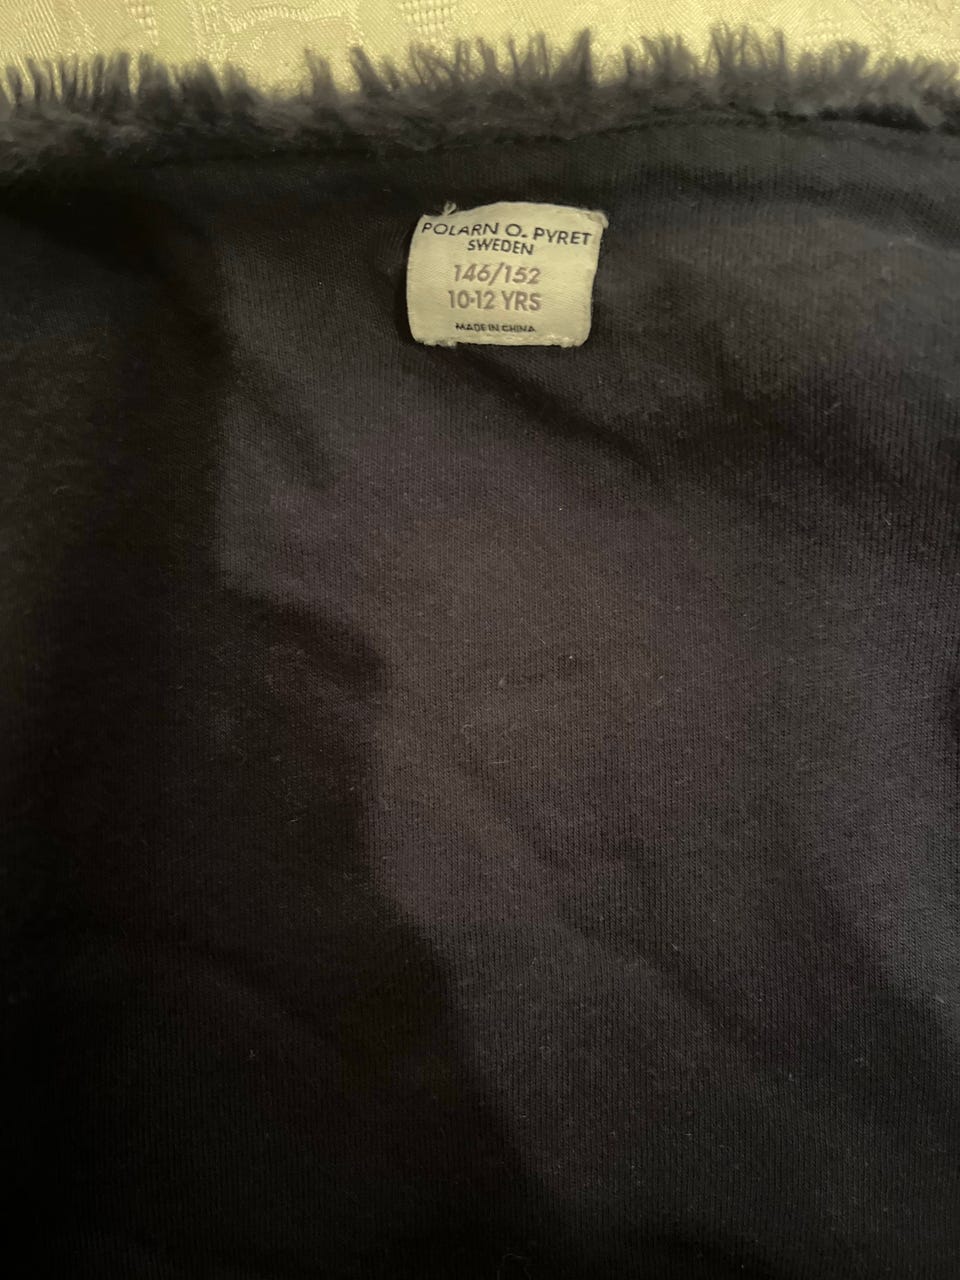 POLARN O. PYRET
SWEDEN
146/152
10-12 YRS
MADE IN CHINA